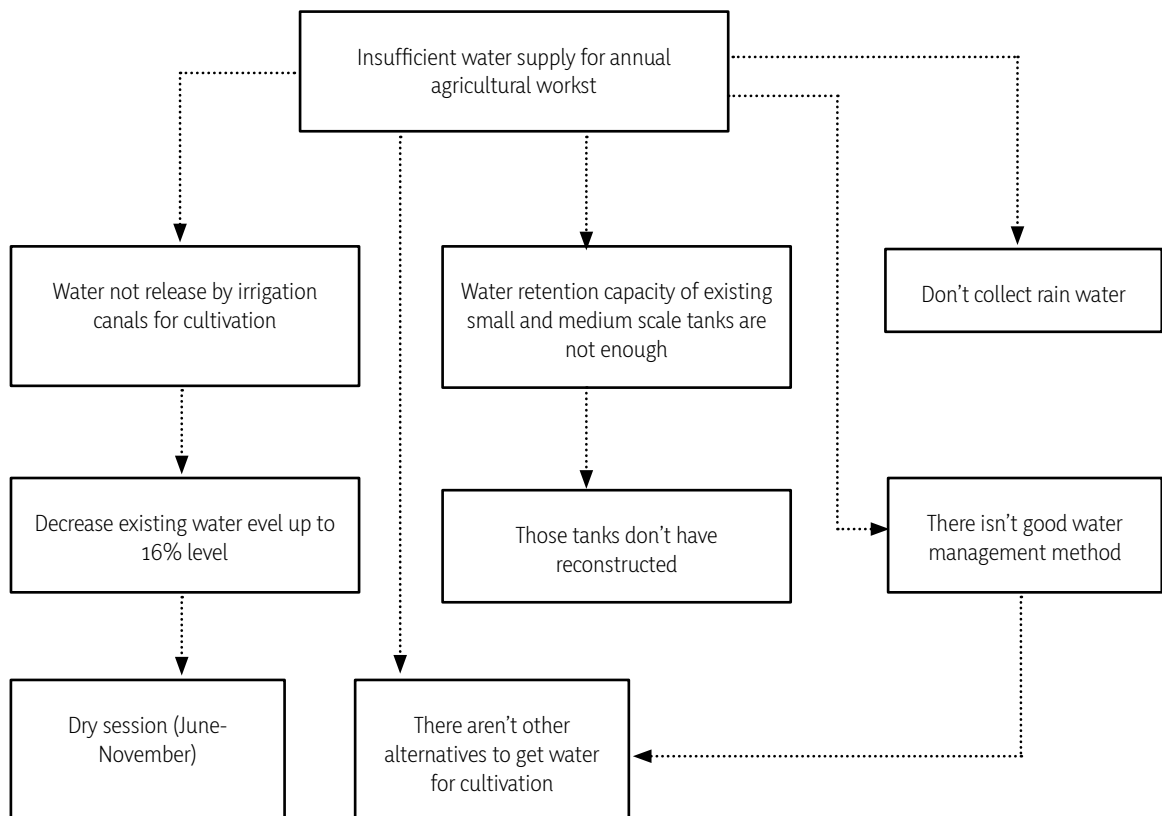 Insufficient water supply for annual
agricultural workst
Water not release by irrigation
canals for cultivation
Water retention capacity of existing
small and medium scale tanks are
not enough
Don't collect rain water
Decrease existing water evel up to
16% level
Those tanks don't have
reconstructed
There isn't good water
management method
Dry session (June-
November)
There aren't other
alternatives to get water
for cultivation